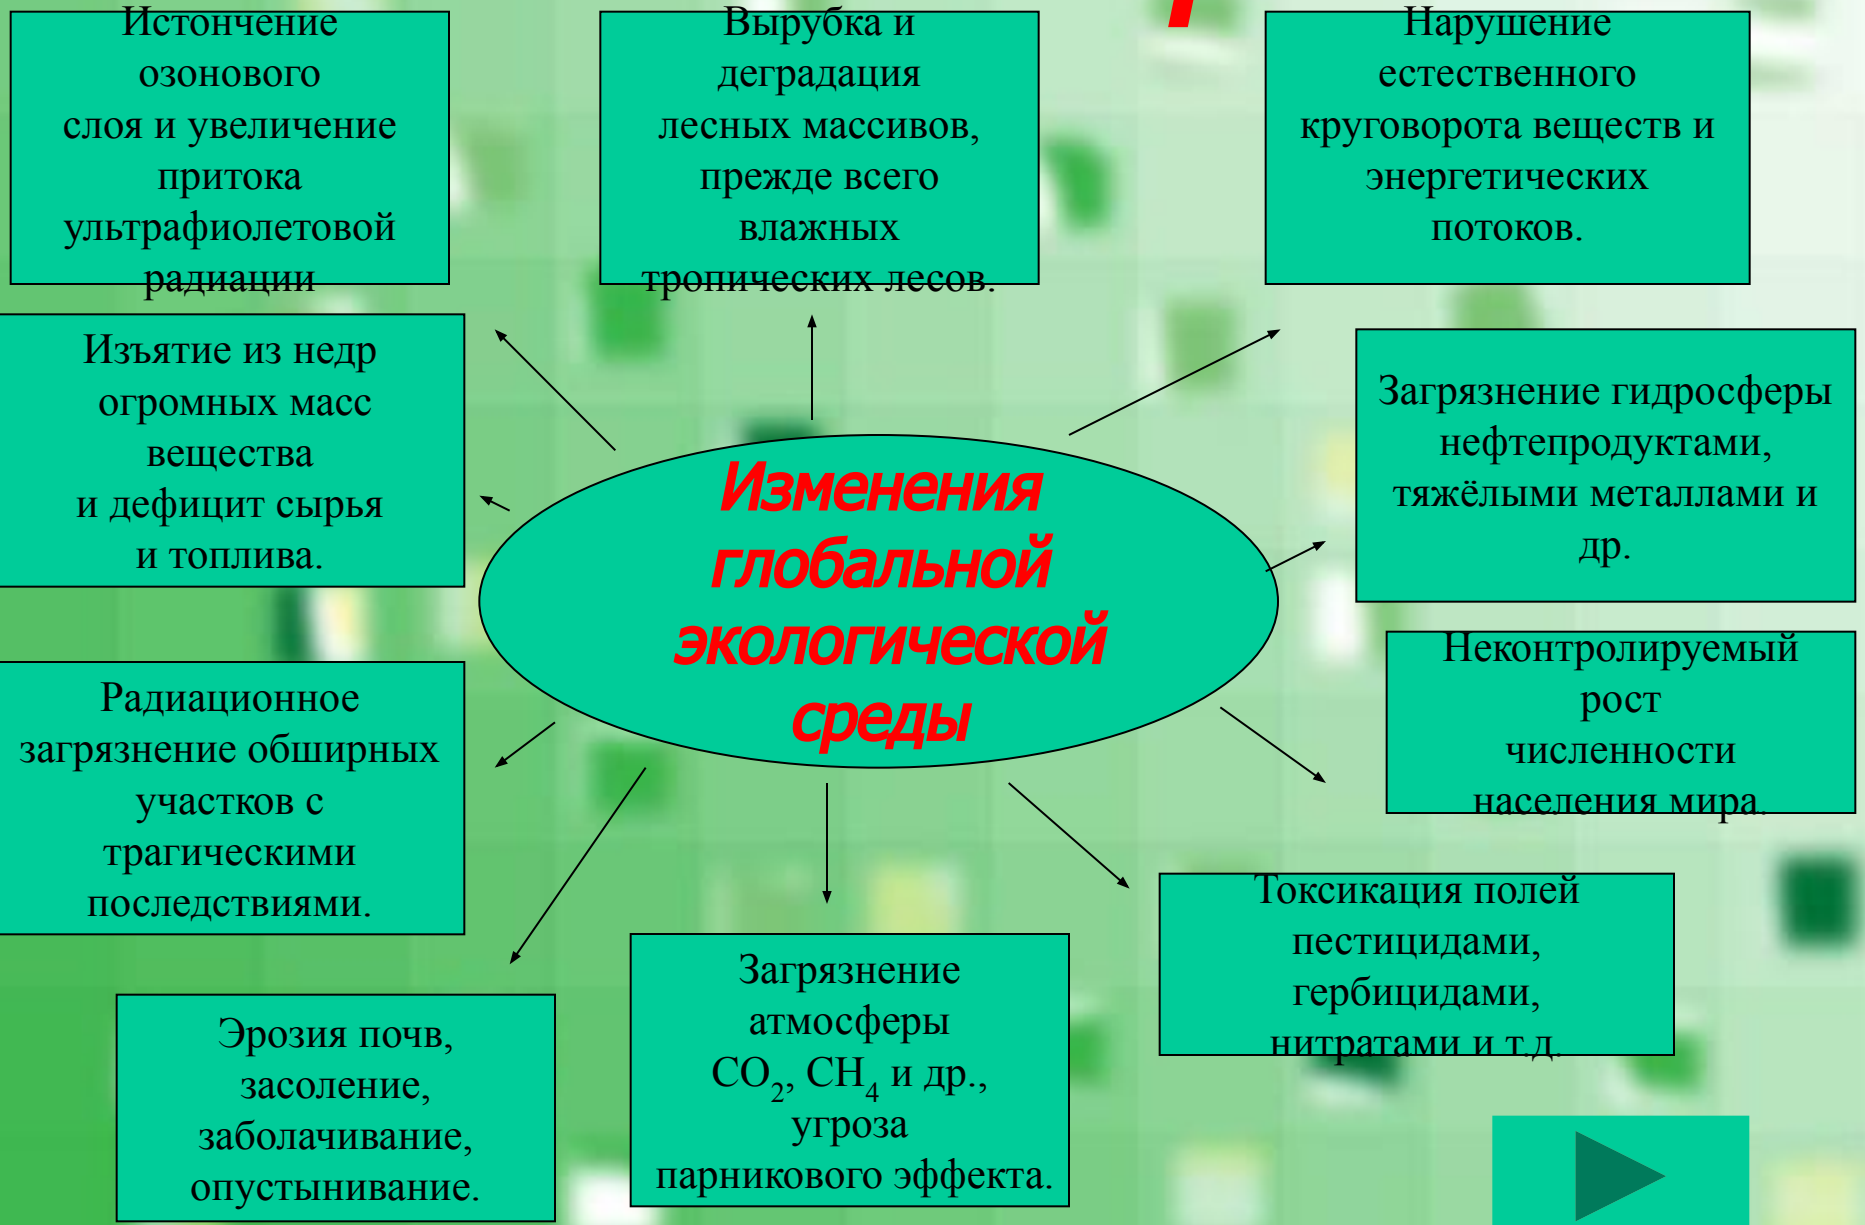 Истончение
озонового
слоя и увеличение
притока
ультрафиолетовой
радиации
Вырубка и
деградация
лесных массивов,
прежде всего
влажных
тропических лесов.
Нарушение
естественного
круговорота веществ и
энергетических
потоков.
Изъятие из недр
огромных масс
вещества
и дефицит сырья
и топлива.
Загрязнение гидросферы
нефтепродуктами,
тяжёлыми металлами и
др.
Изменения
глобальной
экологической
среды
Неконтролируемый
рост
численности
населения мира.
Радиационное
загрязнение обширных
участков с
трагическими
последствиями.
Токсикация полей
пестицидами,
гербицидами,
нитратами и т.д.
Загрязнение
атмосферы
CO₂, CH₄ и др.,
угроза
парникового эффекта.
Эрозия почв,
засоление,
заболачивание,
опустынивание.